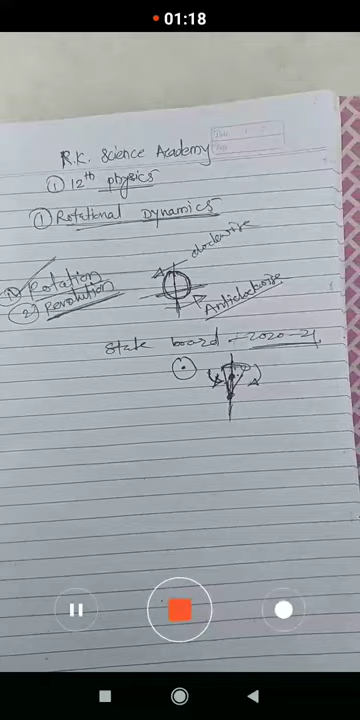 01:18
R.K. Science Academy
① 12th physics
① Rotational Dynamics
clockwise
① Rotation
② Revolution
Anticlockwise
State board - 2020-21